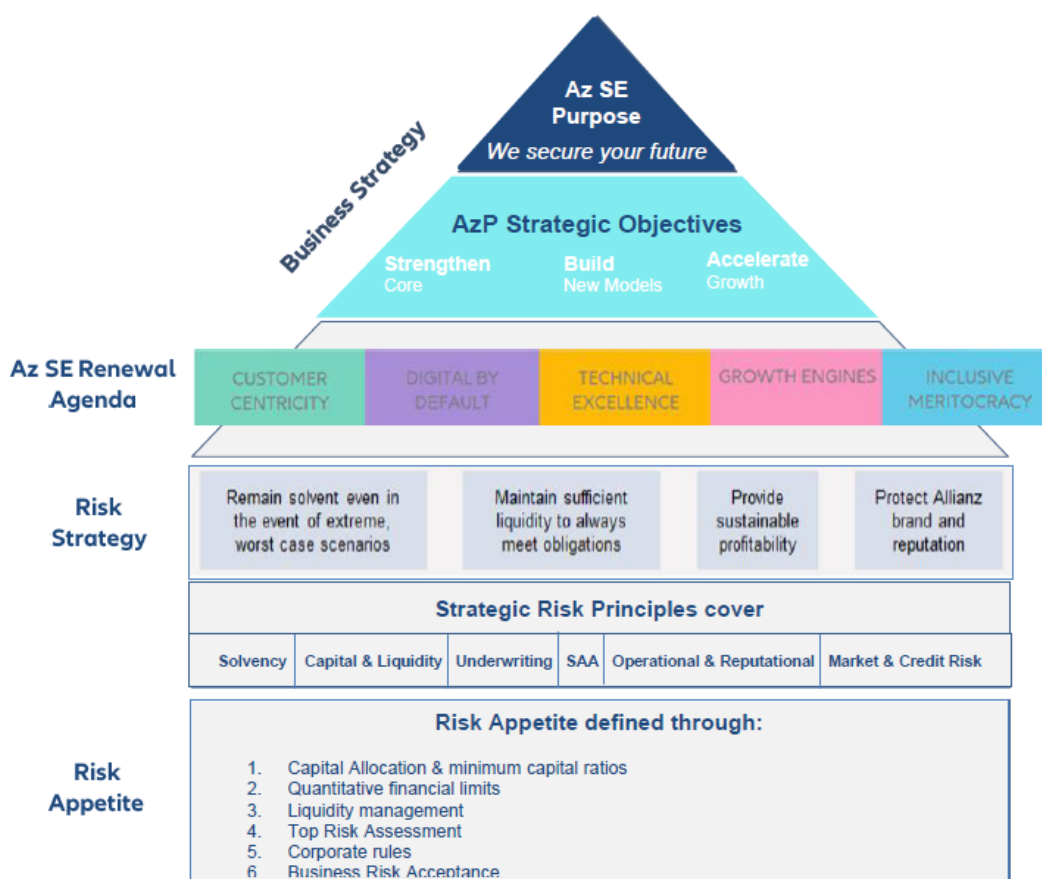 Az SE
Purpose
We secure your future
Business Strategy
AzP Strategic Objectives
Strengthen
Core
Build
New Models
Accelerate
Growth
Az SE Renewal
Agenda
CUSTOMER
CENTRICITY
DIGITAL BY
DEFAULT
TECHNICAL
EXCELLENCE
GROWTH ENGINES
INCLUSIVE
MERITOCRACY
Risk
Strategy
Remain solvent even in
the event of extreme,
worst case scenarios
Maintain sufficient
liquidity to always
meet obligations
Provide
sustainable
profitability
Protect Allianz
brand and
reputation
Strategic Risk Principles cover
Solvency
Capital & Liquidity
Underwriting
SAA
Operational & Reputational
Market & Credit Risk
Risk
Appetite
Risk Appetite defined through:
1. Capital Allocation & minimum capital ratios
2. Quantitative financial limits
3. Liquidity management
4. Top Risk Assessment
5. Corporate rules
6. Business Risk Acceptance